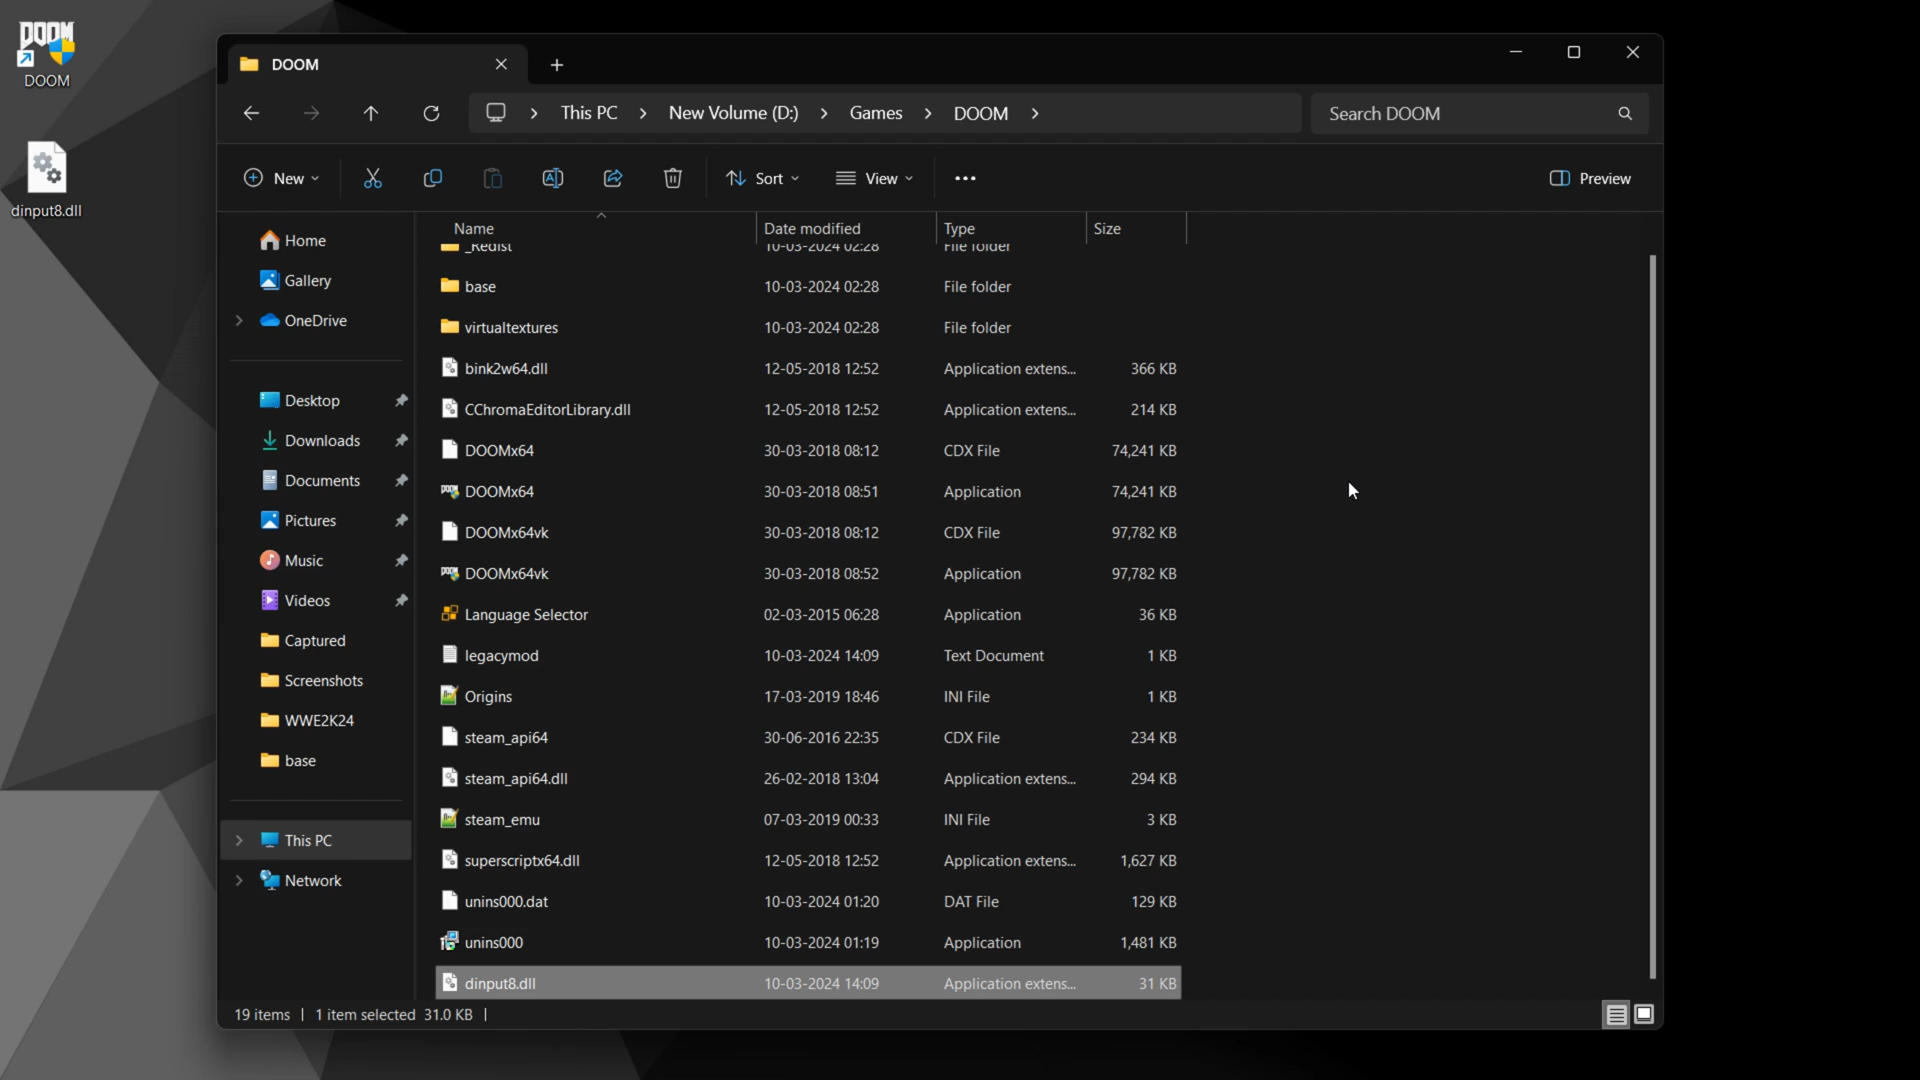 DOOM
DOOM
dinput8.dll
DOOM
This PC
New Volume (D:)
Games
DOOM
Search DOOM
New
Sort
View
Preview
Name Date modified Type Size
_Redist 10-03-2024 02:28 File folder
base 10-03-2024 02:28 File folder
virtualtextures 10-03-2024 02:28 File folder
bink2w64.dll 12-05-2018 12:52 Application extens... 366 KB
CChromaEditorLibrary.dll 12-05-2018 12:52 Application extens... 214 KB
DOOMx64 30-03-2018 08:12 CDX File 74,241 KB
DOOMx64 30-03-2018 08:51 Application 74,241 KB
DOOMx64vk 30-03-2018 08:12 CDX File 97,782 KB
DOOMx64vk 30-03-2018 08:52 Application 97,782 KB
Language Selector 02-03-2015 06:28 Application 36 KB
legacymod 10-03-2024 14:09 Text Document 1 KB
Origins 17-03-2019 18:46 INI File 1 KB
steam_api64 30-06-2016 22:35 CDX File 234 KB
steam_api64.dll 26-02-2018 13:04 Application extens... 294 KB
steam_emu 07-03-2019 00:33 INI File 3 KB
superscriptx64.dll 12-05-2018 12:52 Application extens... 1,627 KB
unins000.dat 10-03-2024 01:20 DAT File 129 KB
unins000 10-03-2024 01:19 Application 1,481 KB
dinput8.dll 10-03-2024 14:09 Application extens... 31 KB
Home
Gallery
OneDrive
Desktop
Downloads
Documents
Pictures
Music
Videos
Captured
Screenshots
WWE2K24
base
This PC
Network
19 items | 1 item selected 31.0 KB |